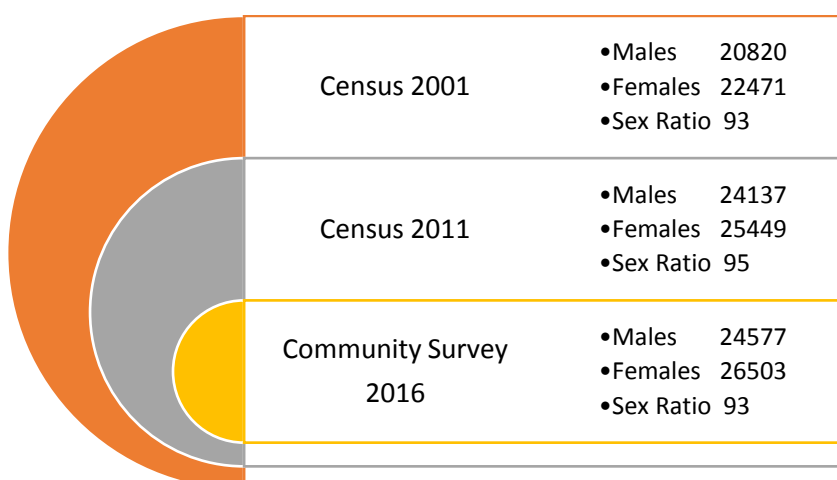 Census 2001
•Males 20820
•Females 22471
•Sex Ratio 93
Census 2011
•Males 24137
•Females 25449
•Sex Ratio 95
Community Survey
2016
•Males 24577
•Females 26503
•Sex Ratio 93